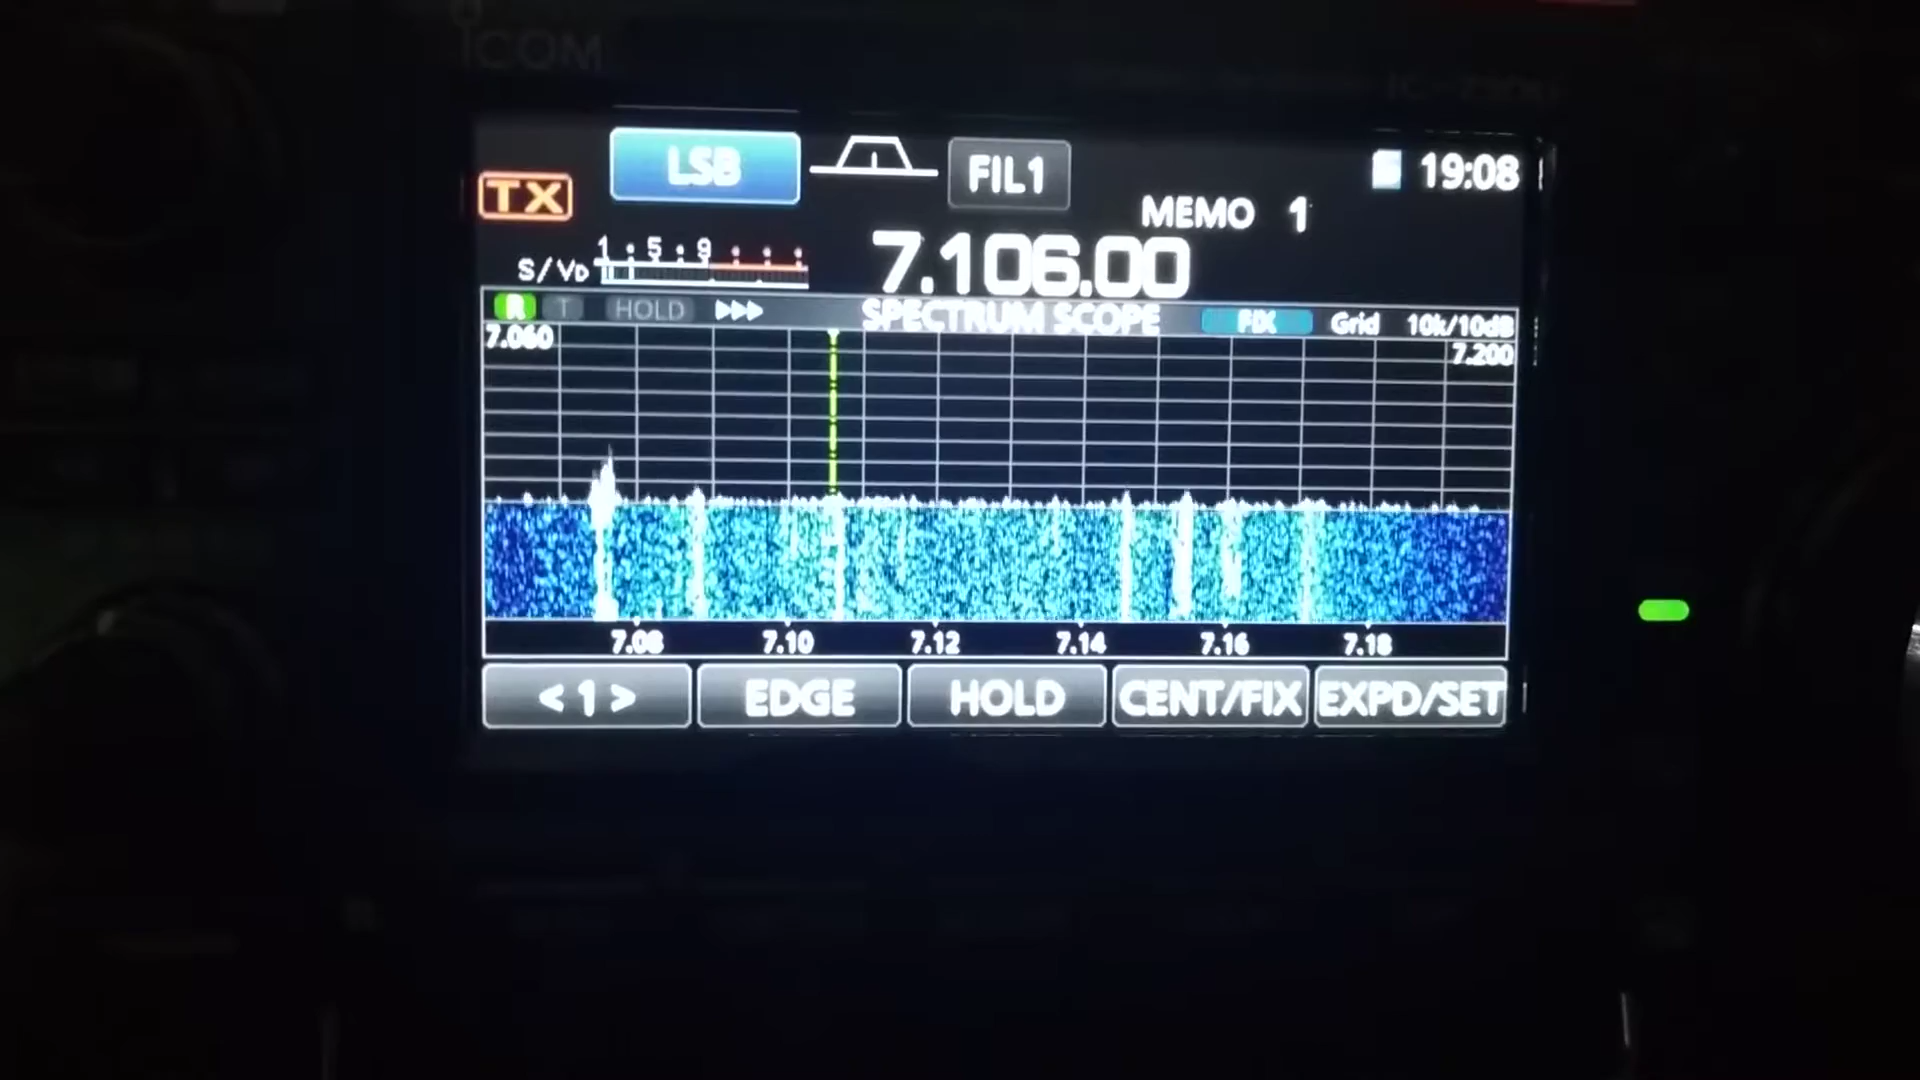 ICOM
LSB FIL1 19:08
TX MEMO 1
1 5 9 7.106.00
S/VD
R T HOLD SPECTRUM SCOPE FIX Grid 10k/10dB
7.060 7.200
7.08 7.10 7.12 7.14 7.16 7.18
< 1 > EDGE HOLD CENT/FIX EXPD/SET